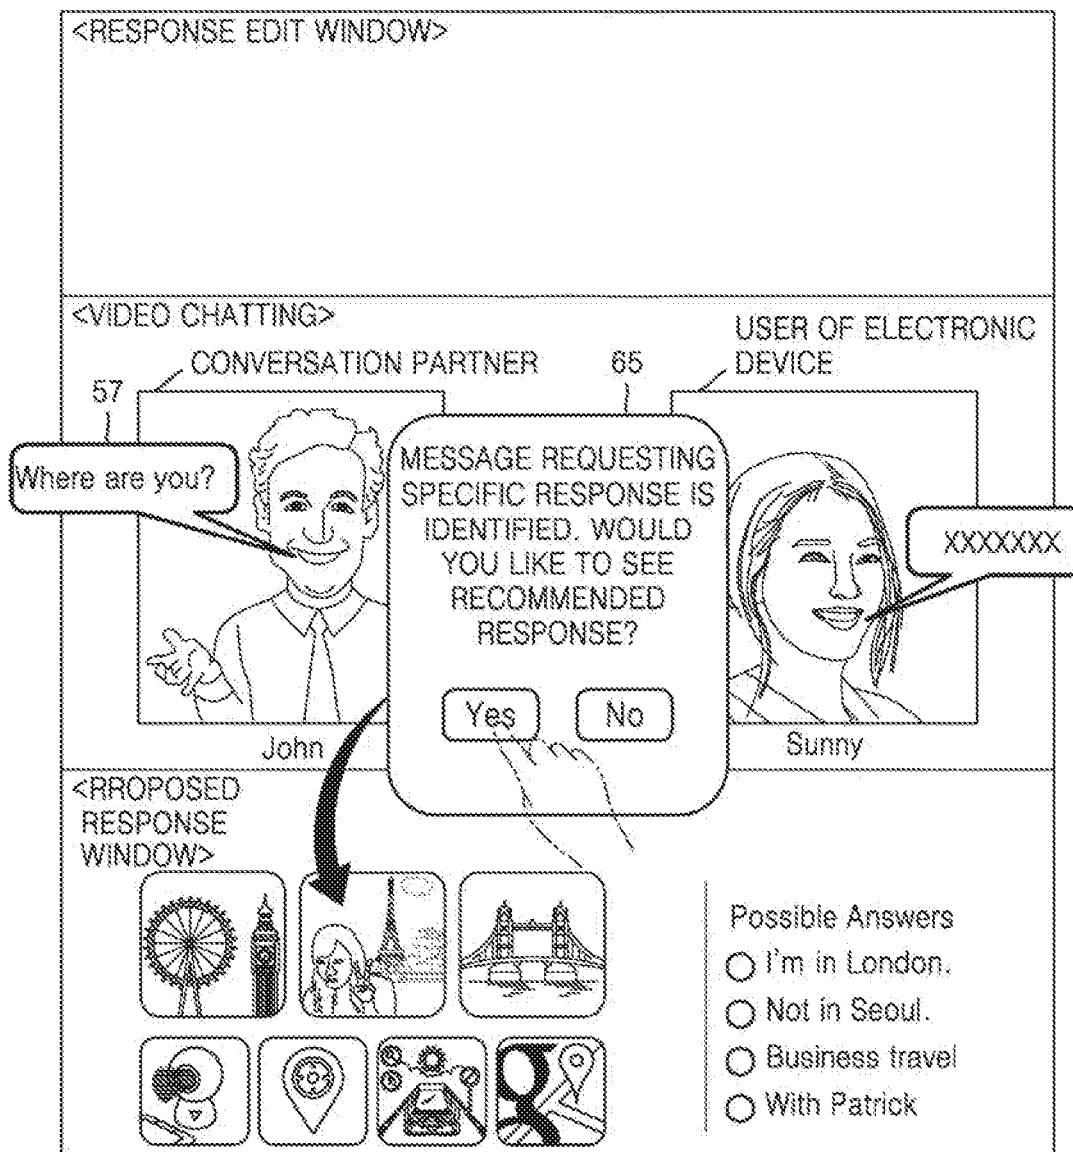 <RESPONSE EDIT WINDOW>
<VIDEO CHATTING>
CONVERSATION PARTNER
65
USER OF ELECTRONIC
DEVICE
57
Where are you?
MESSAGE REQUESTING
SPECIFIC RESPONSE IS
IDENTIFIED. WOULD
YOU LIKE TO SEE
RECOMMENDED
RESPONSE?
Yes
No
XXXXXXX
John
Sunny
<RROPOSED
RESPONSE
WINDOW>
Possible Answers
I'm in London.
Not in Seoul.
Business travel
With Patrick